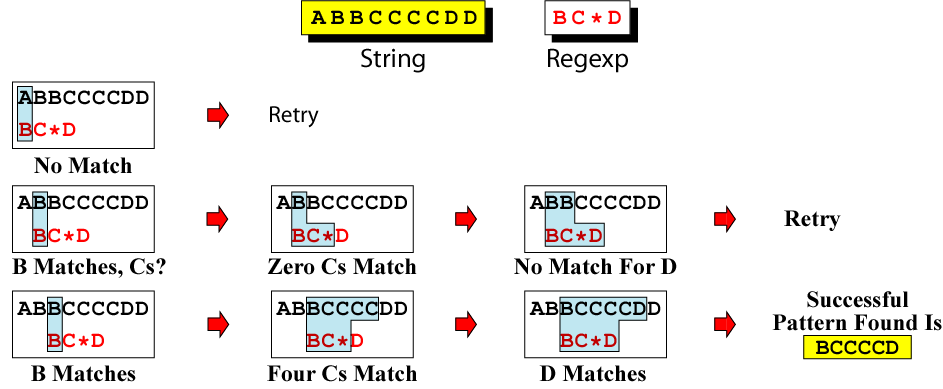 ABBCCCCDD BC*D
String Regexp
ABBCCCCDD
BC*D
Retry
No Match
ABBCCCCDD ABBCCCCDD ABBCCCCDD
BC*D BC*D BC*D
Retry
B Matches, Cs? Zero Cs Match No Match For D
ABBCCCCDD ABBCCCCDD ABBCCCCDD
BC*D BC*D BC*D
Successful
Pattern Found Is
BCCCCD
B Matches Four Cs Match D Matches